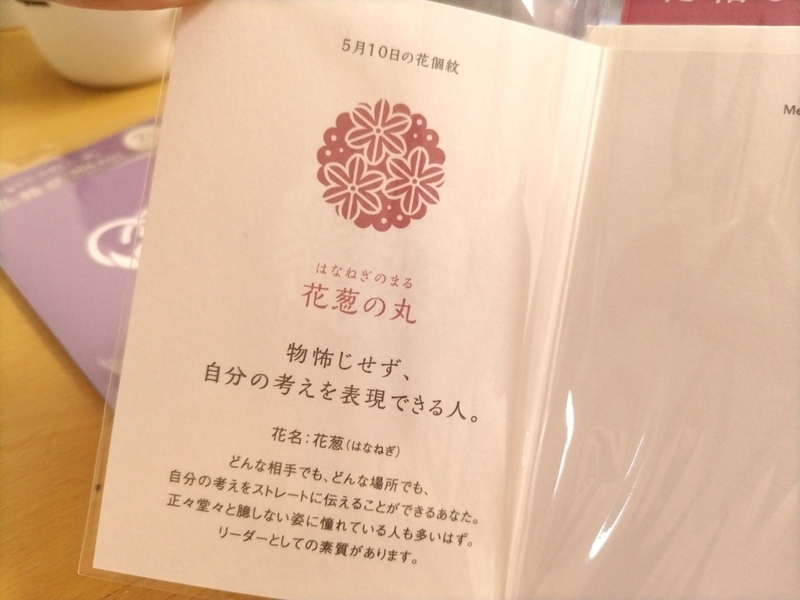 5月10日の花個紋
はなねぎのまる
花葱の丸
物怖じせず、
自分の考えを表現できる人。
花名：花葱（はなねぎ）
どんな相手でも、どんな場所でも、
自分の考えをストレートに伝えることができるあなた。
正々堂々と臆しない姿に憧れている人も多いはず。
リーダーとしての素質があります。
Me